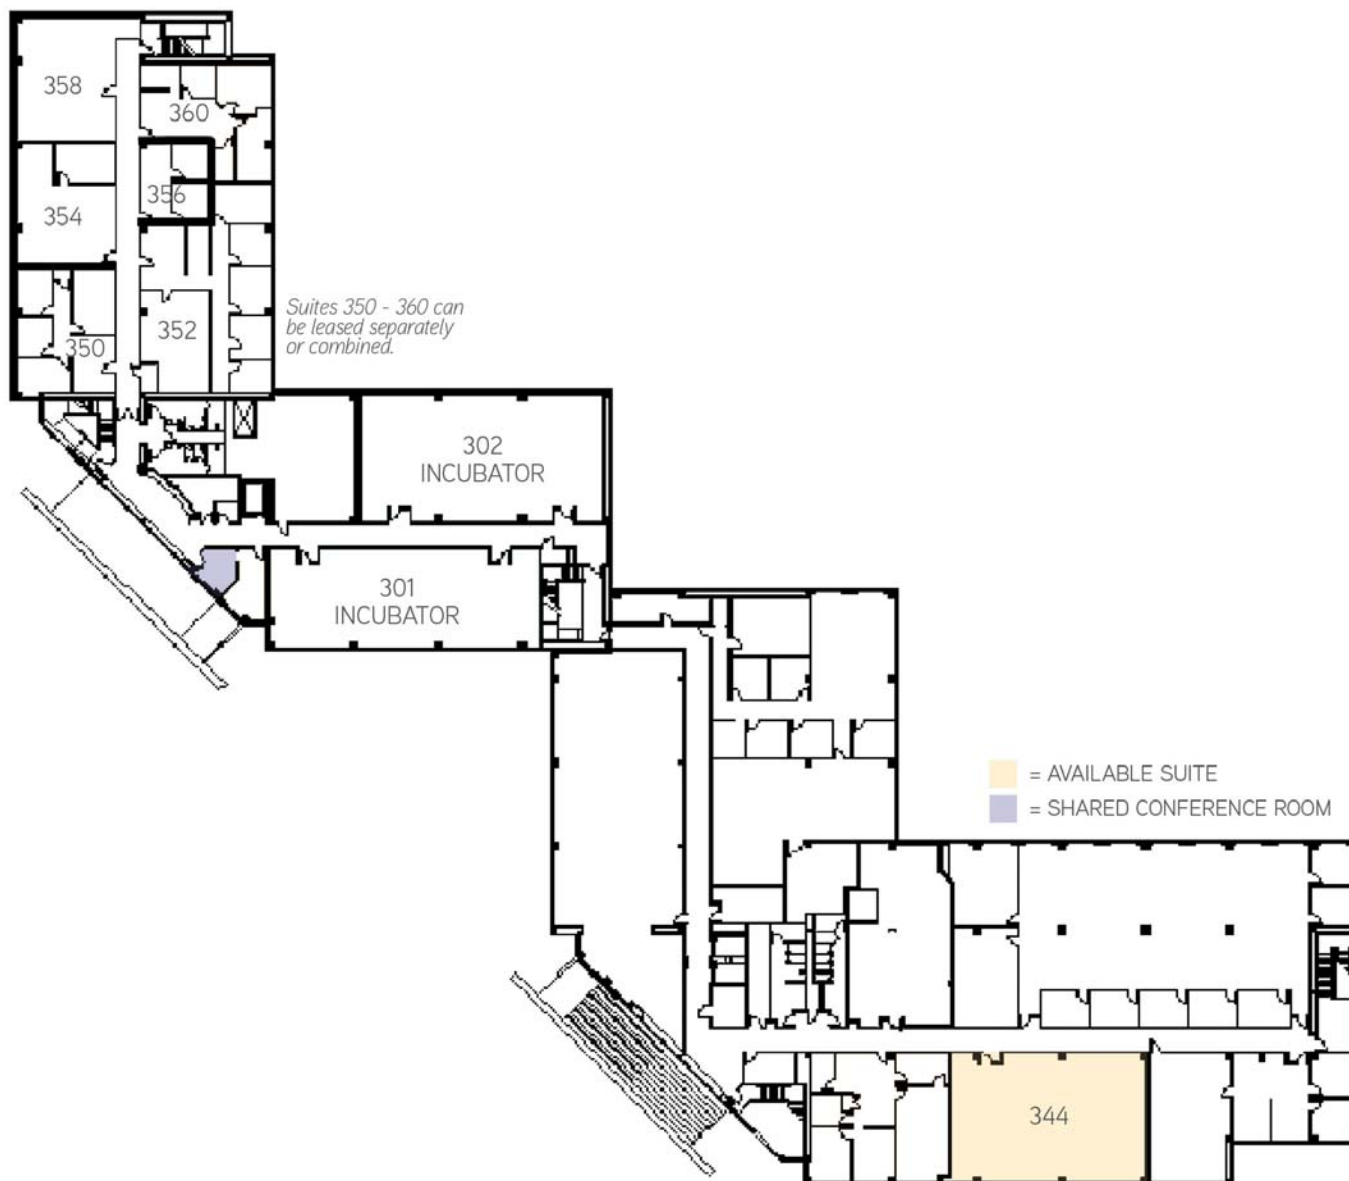 358
360
356
354
350
352
Suites 350 - 360 can
be leased separately
or combined.
302
INCUBATOR
301
INCUBATOR
= AVAILABLE SUITE
= SHARED CONFERENCE ROOM
344